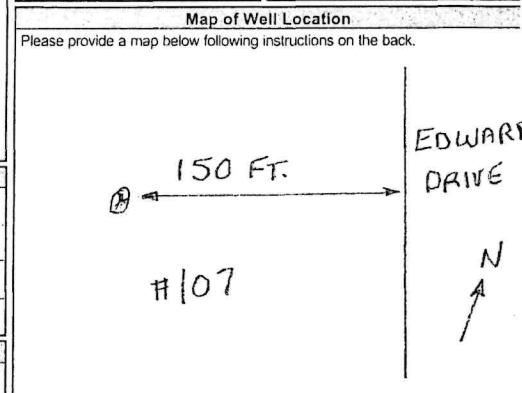 Map of Well Location
Please provide a map below following instructions on the back.
EDWARD
150 FT.
DRIVE
N
#107